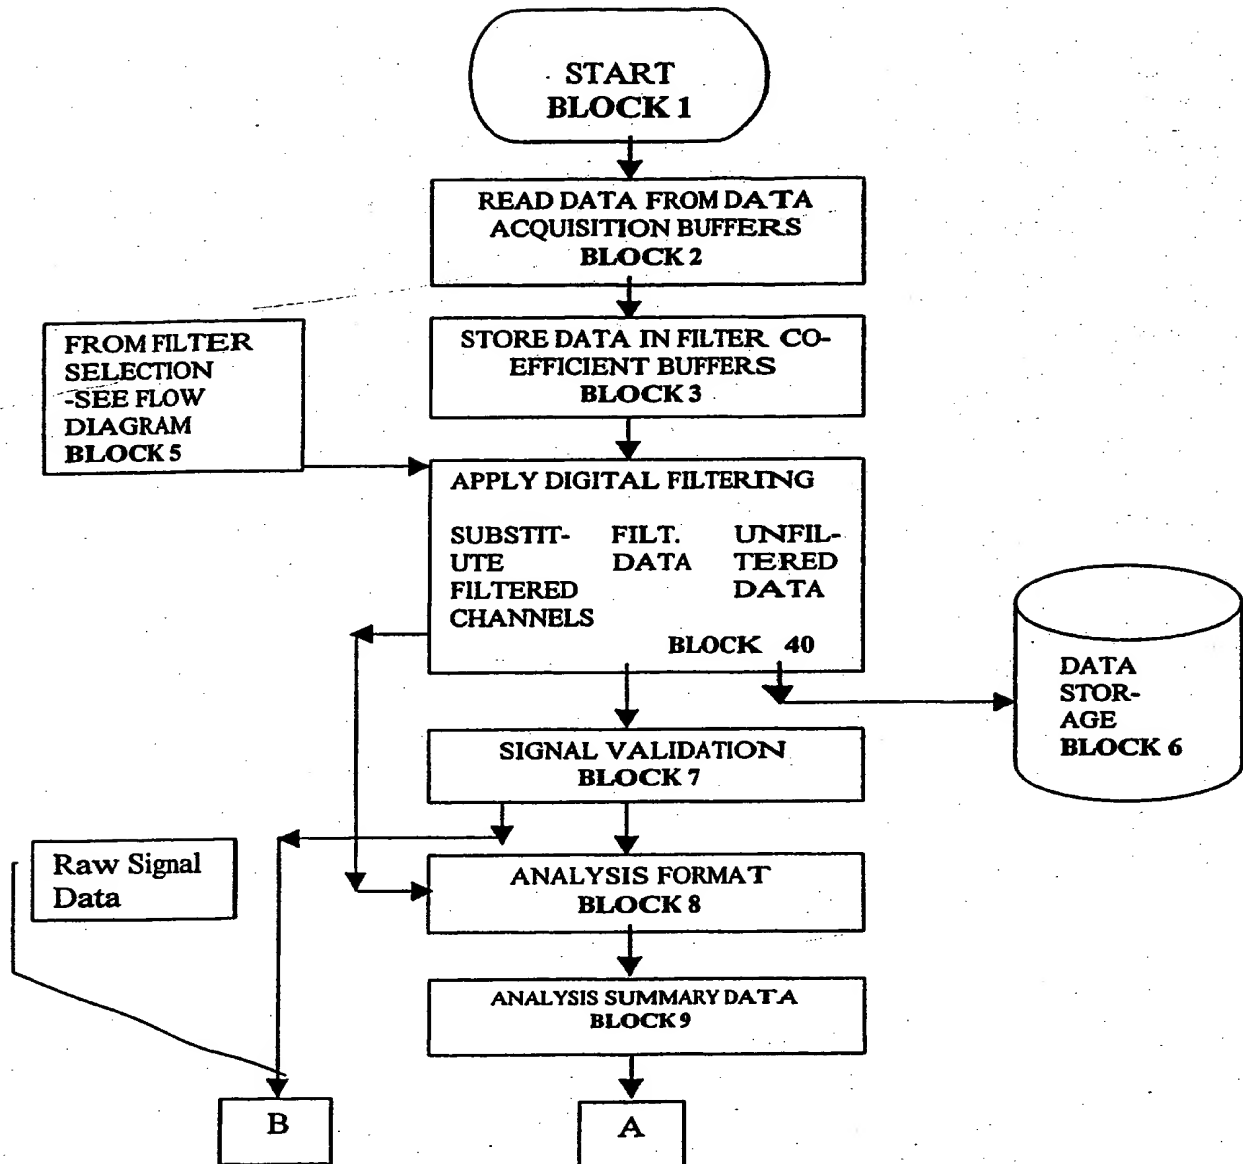 START
BLOCK 1
READ DATA FROM DATA
ACQUISITION BUFFERS
BLOCK 2
STORE DATA IN FILTER CO-
EFFICIENT BUFFERS
BLOCK 3
FROM FILTER
SELECTION
-SEE FLOW
DIAGRAM
BLOCK 5
APPLY DIGITAL FILTERING
SUBSTIT-
UTE
FILTERED
CHANNELS
FILT.
DATA
UNFIL-
TERED
DATA
BLOCK 40
DATA
STOR-
AGE
BLOCK 6
SIGNAL VALIDATION
BLOCK 7
Raw Signal
Data
ANALYSIS FORMAT
BLOCK 8
ANALYSIS SUMMARY DATA
BLOCK 9
B
A